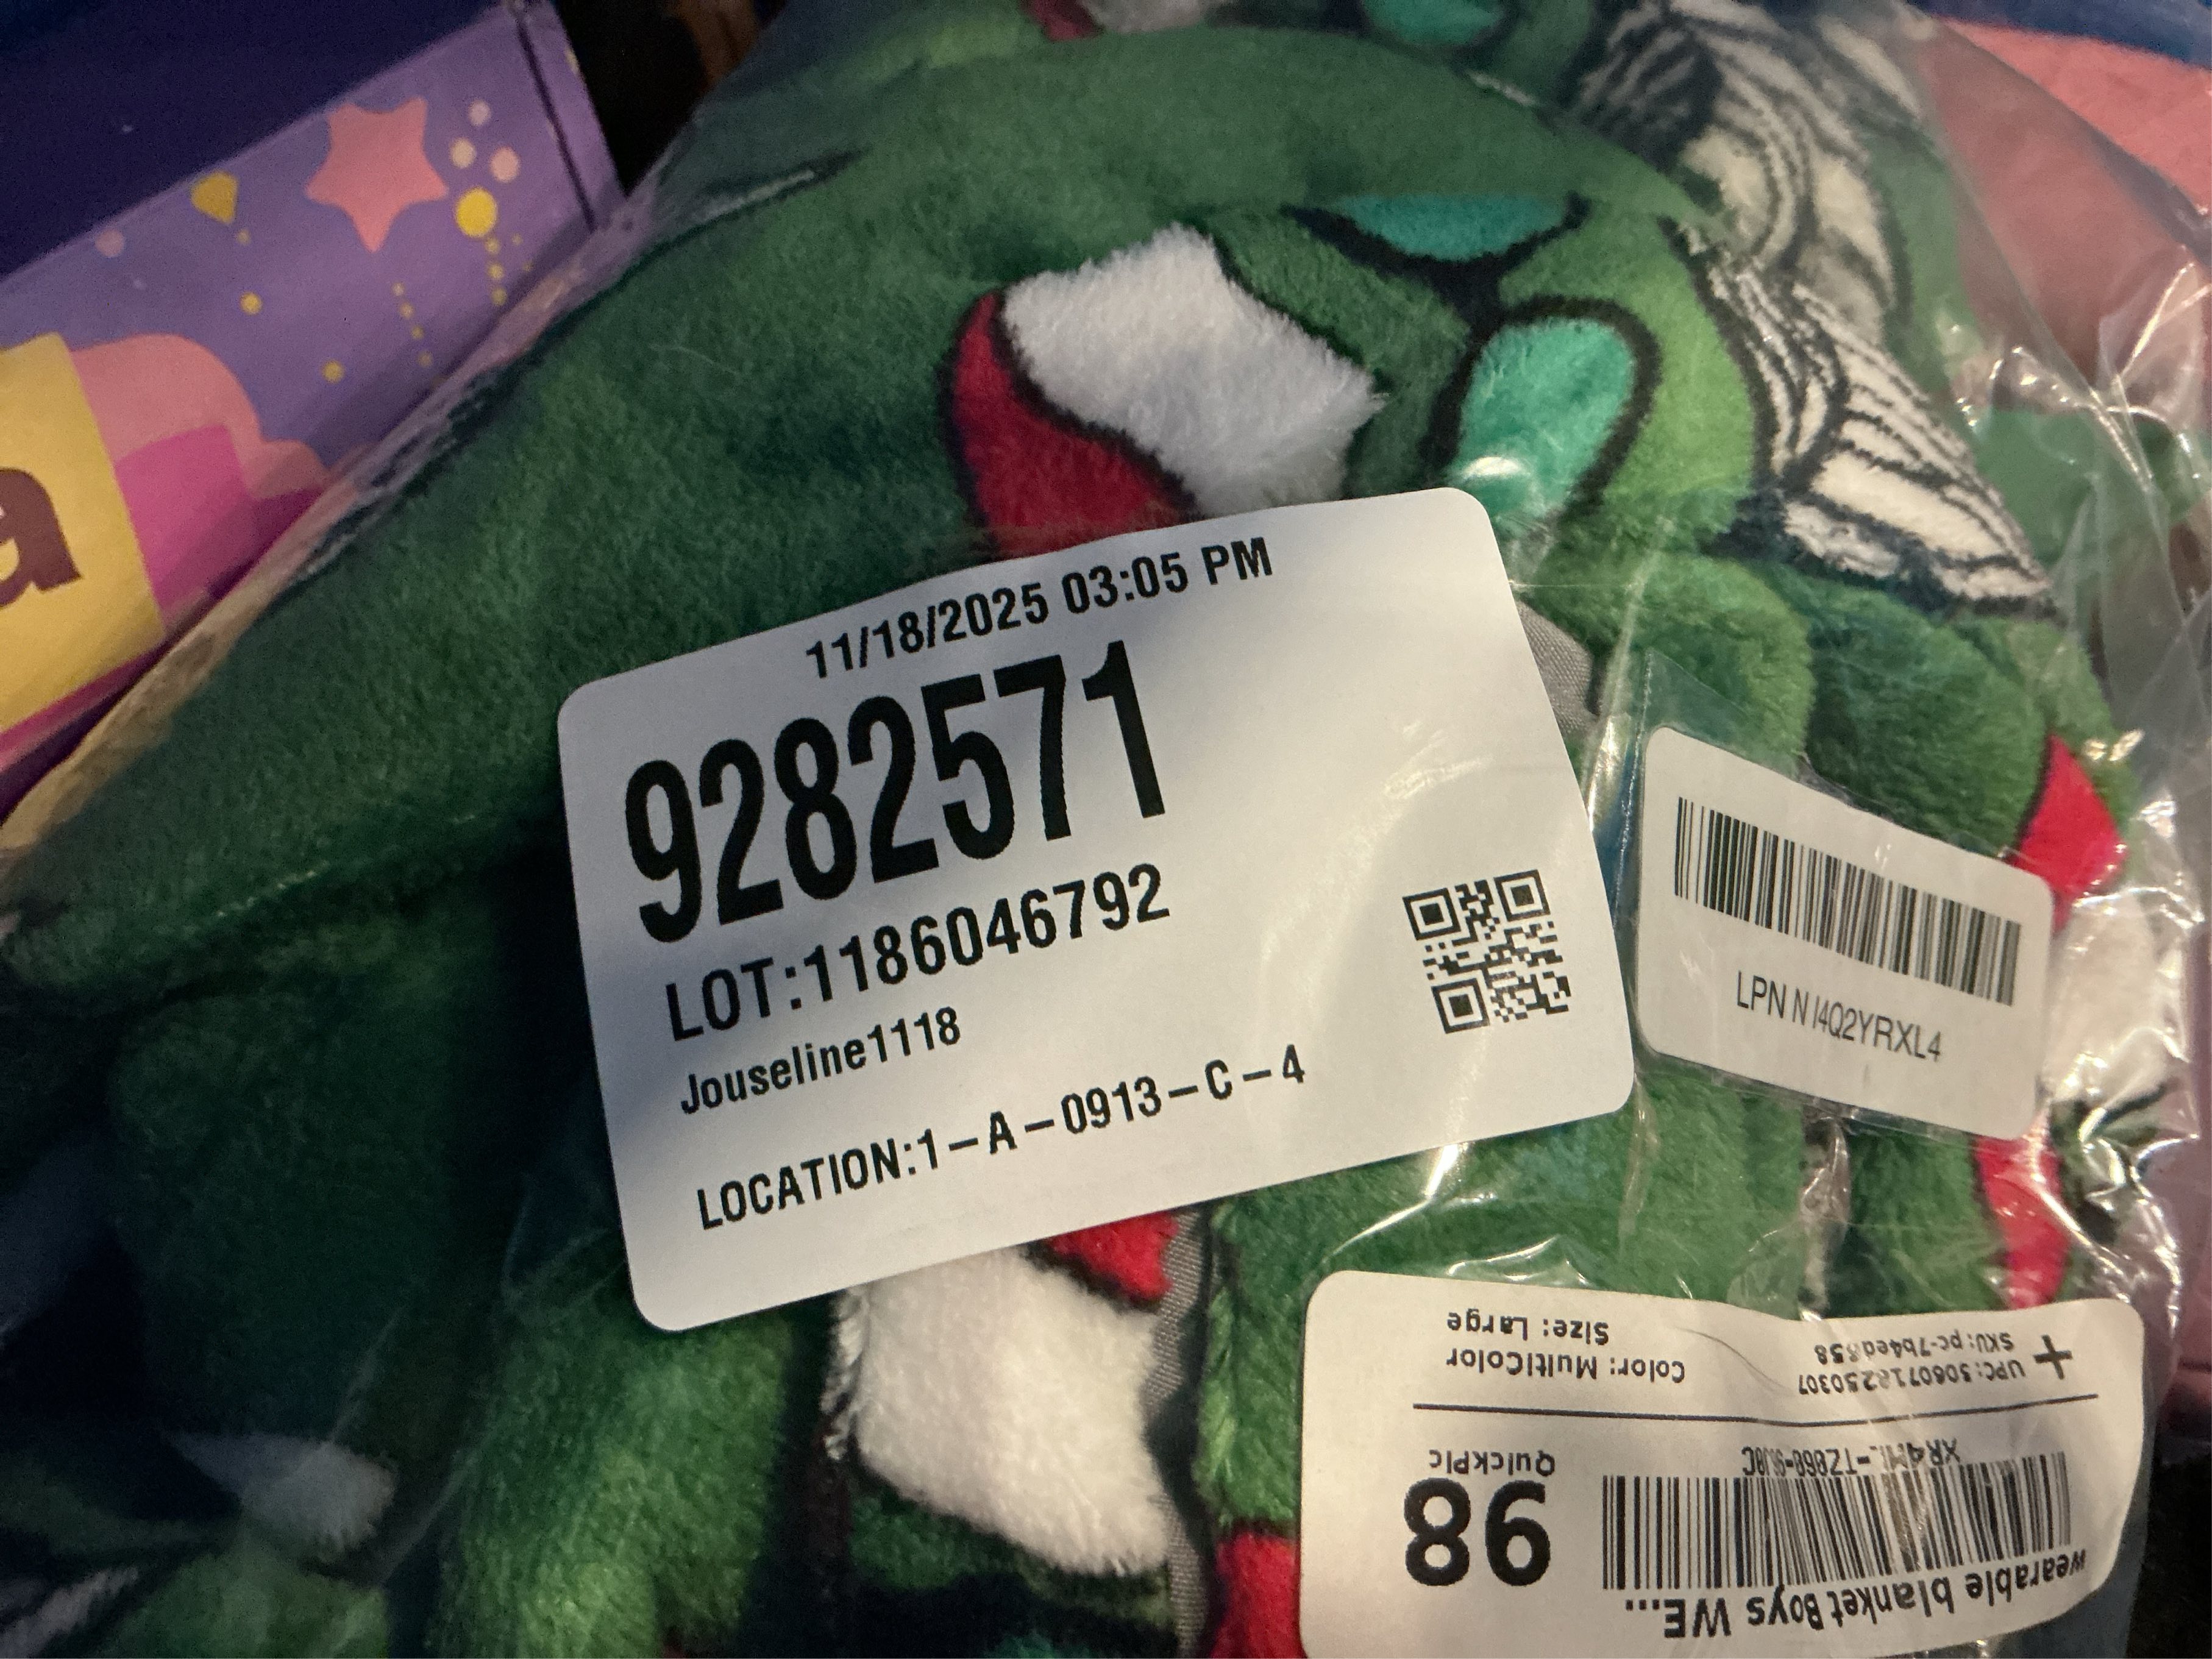 a
11/18/2025 03:05 PM
9282571
LOT:1186046792
Jouseline1118
LOCATION:1-A-0913-C-4
LPN N I4Q2YRXL4
wearable blanket Boys WE...
98
QuickPic
Color: MultiColor
Size: Large